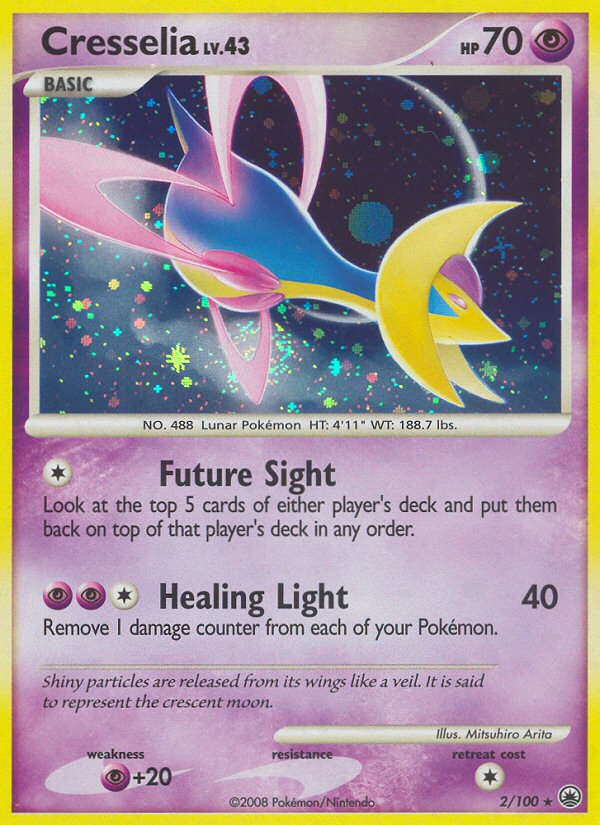 Cresselia LV.43
HP 70
BASIC
NO. 488 Lunar Pokémon HT: 4'11" WT: 188.7 lbs.
Future Sight
Look at the top 5 cards of either player's deck and put them
back on top of that player's deck in any order.
Healing Light 40
Remove 1 damage counter from each of your Pokémon.
Shiny particles are released from its wings like a veil. It is said
to represent the crescent moon.
Illus. Mitsuhiro Arita
weakness resistance retreat cost
+20
©2008 Pokémon/Nintendo 2/100 ★